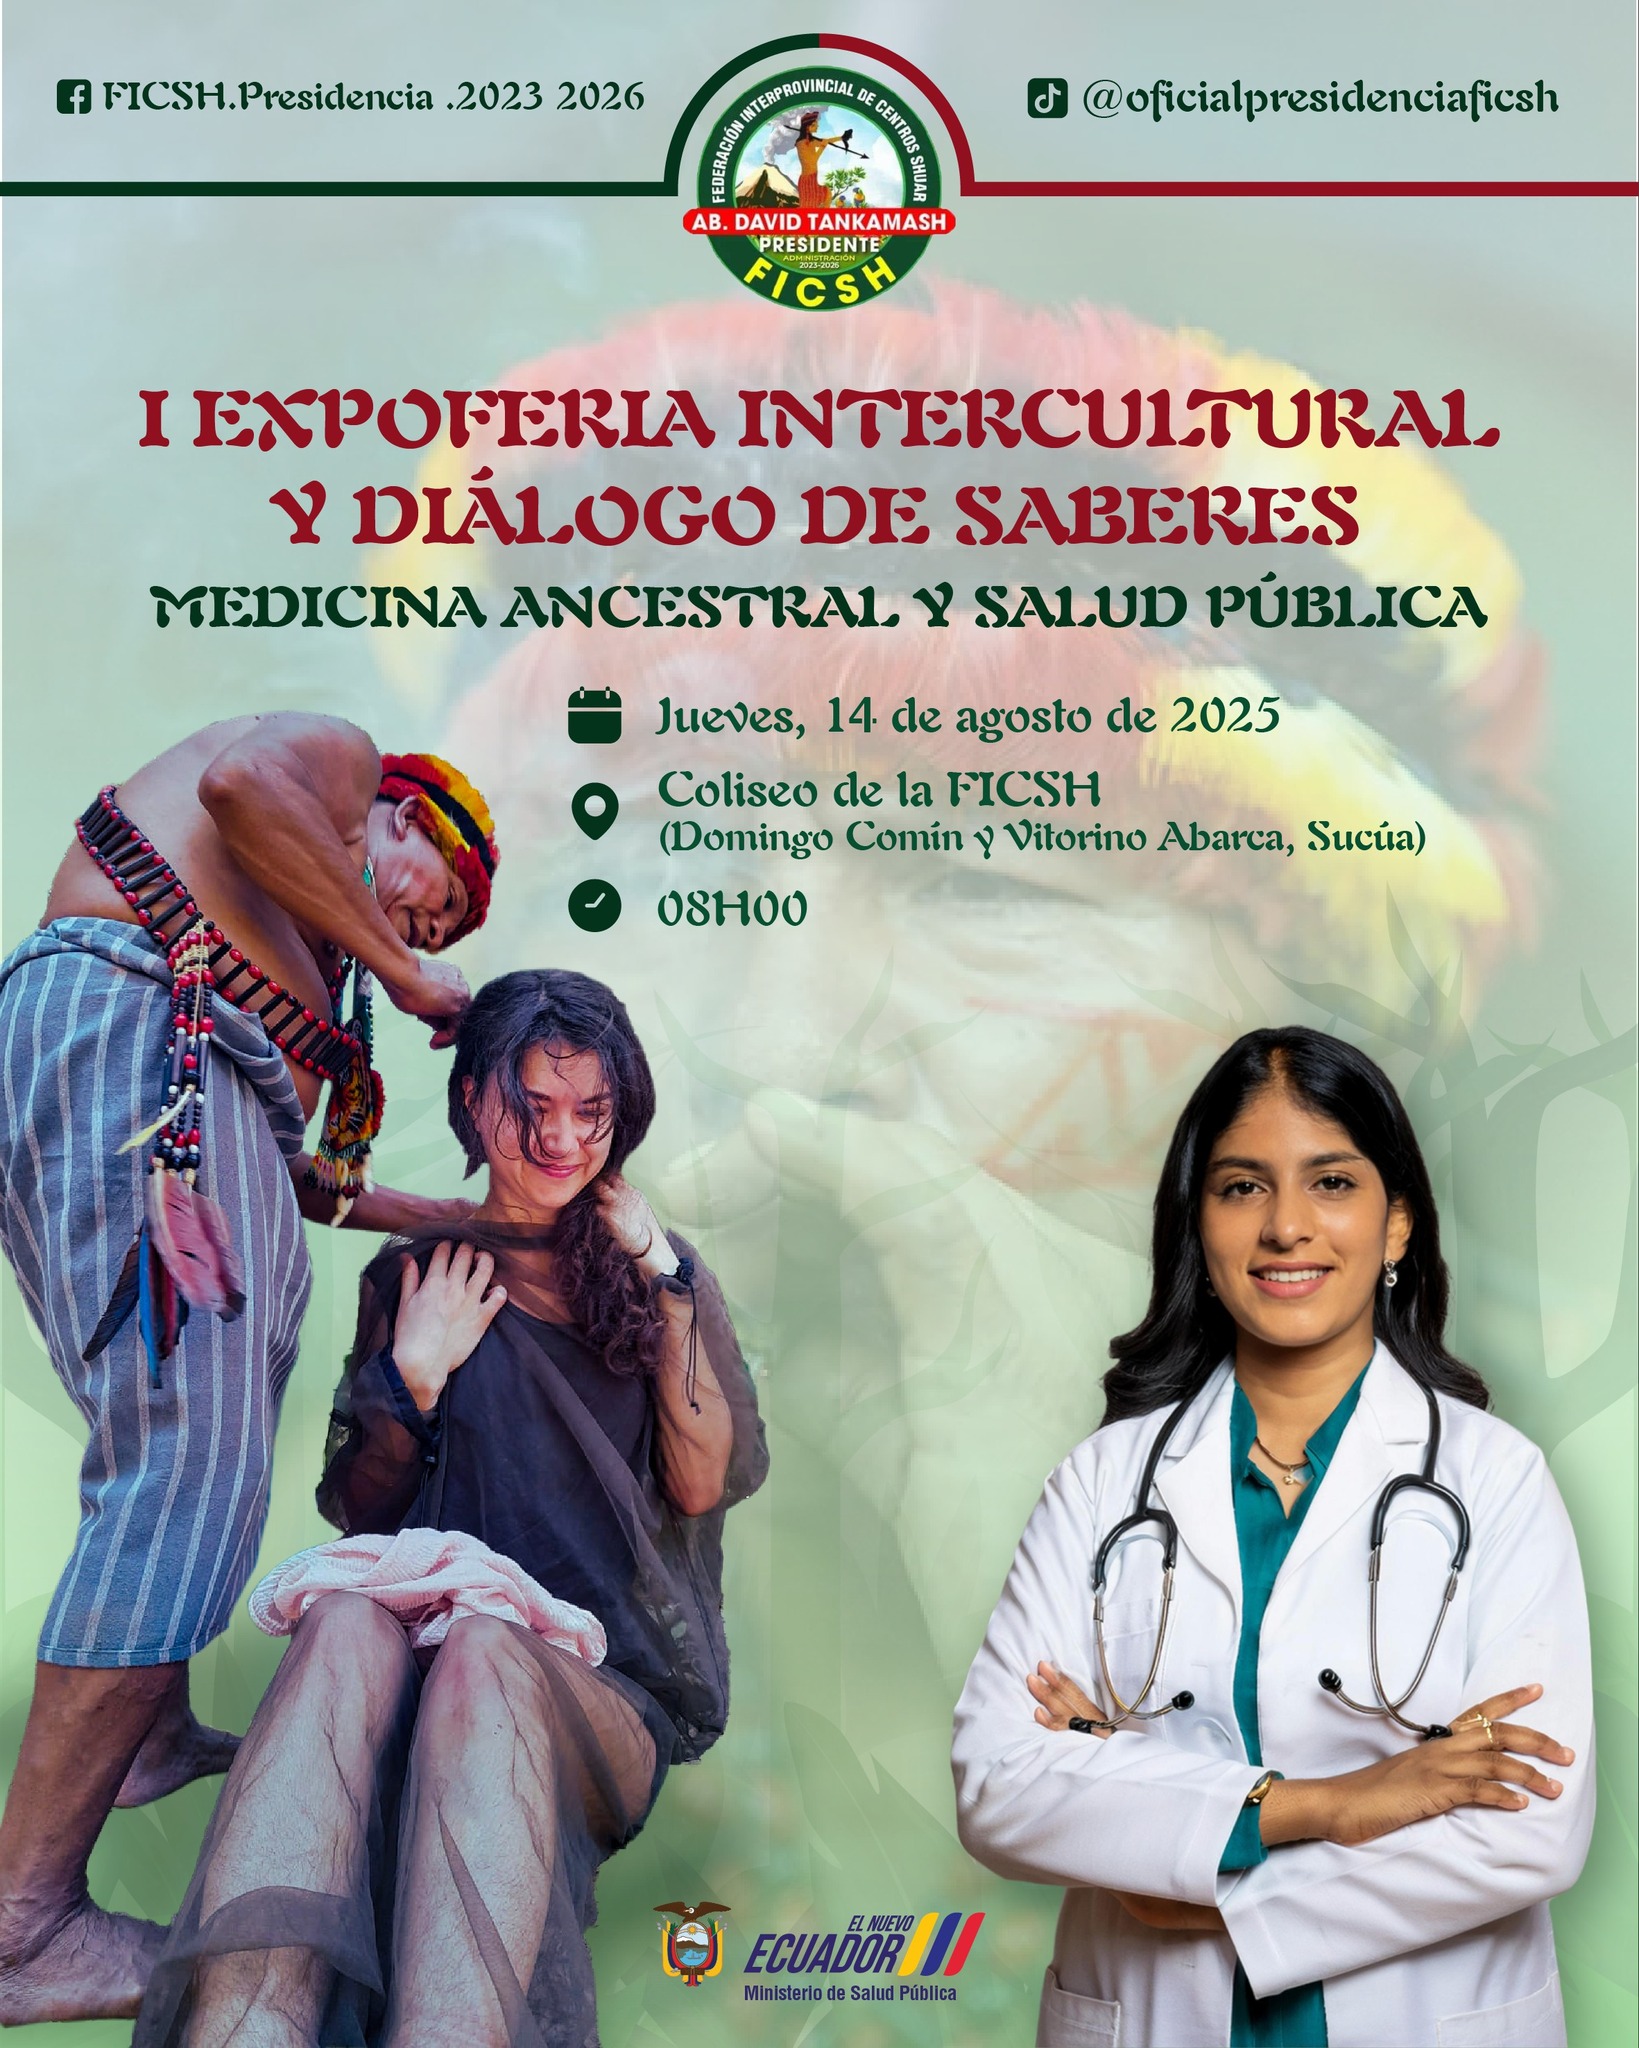 FICSH.Presidencia .2023 2026
@oficialpresidenciaficsh
FEDERACIÓN INTERPROVINCIAL DE CENTROS SHUAR
AB. DAVID TANKAMASH
PRESIDENTE
ADMINISTRACIÓN
2023-2026
FICSH
I EXPOFERIA INTERCULTURAL
Y DIÁLOGO DE SABERES
MEDICINA ANCESTRAL Y SALUD PÚBLICA
Jueves, 14 de agosto de 2025
Coliseo de la FICSH
(Domingo Comín y Vitorino Abarca, Sucúa)
08H00
EL NUEVO
ECUADOR
Ministerio de Salud Pública